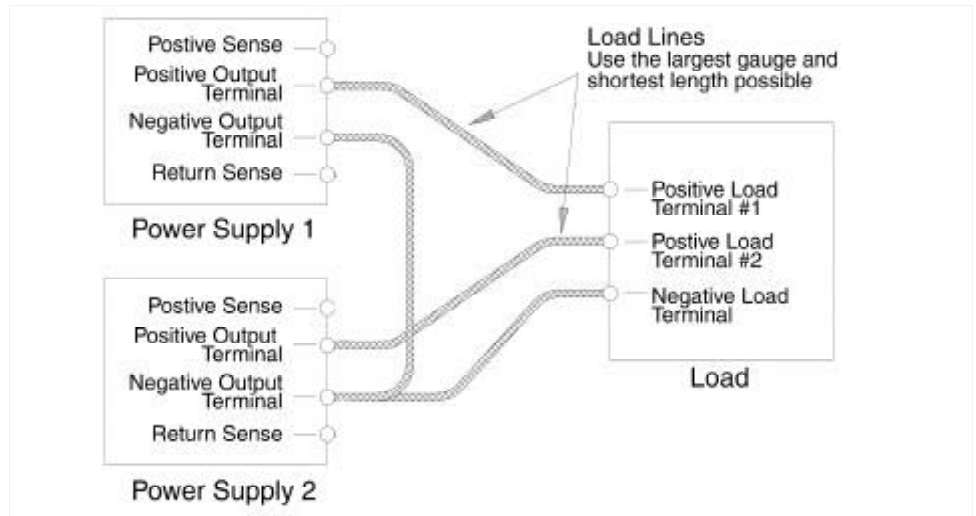 Postive Sense
Positive Output
Terminal
Negative Output
Terminal
Return Sense
Power Supply 1
Load Lines
Use the largest gauge and
shortest length possible
Positive Load
Terminal #1
Postive Load
Terminal #2
Negative Load
Terminal
Load
Postive Sense
Positive Output
Terminal
Negative Output
Terminal
Return Sense
Power Supply 2